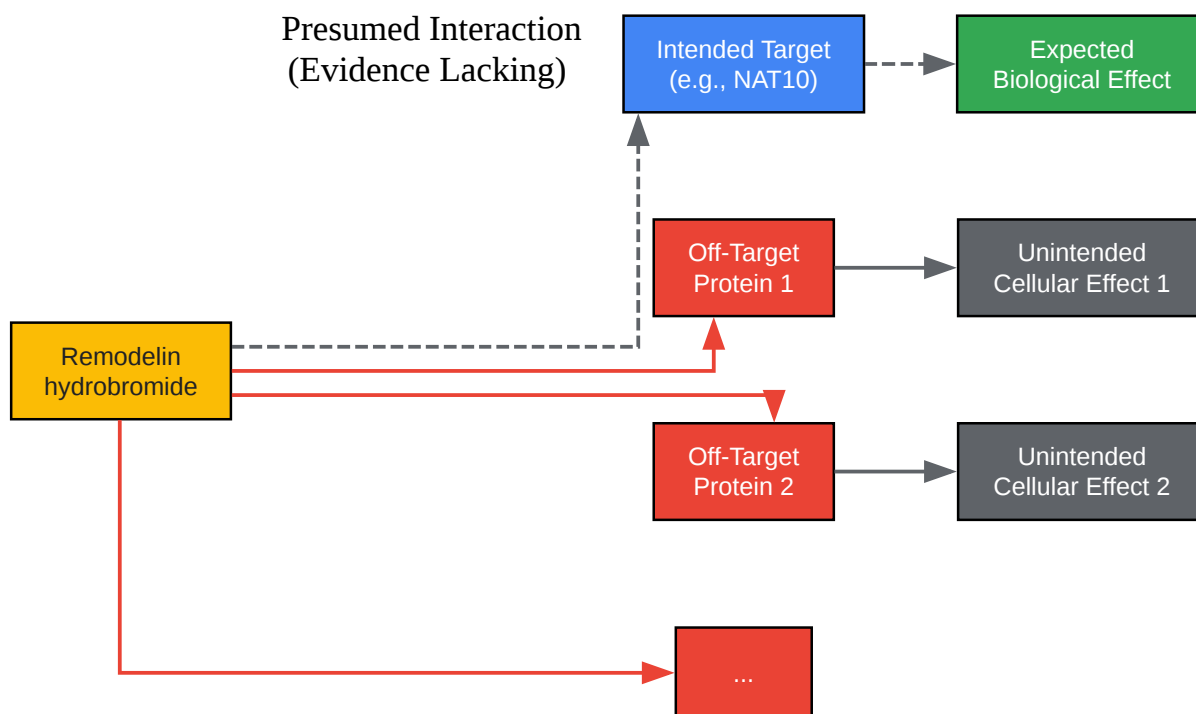 Presumed Interaction
(Evidence Lacking)
Intended Target
(e.g., NAT10)
Expected
Biological Effect
Off-Target
Protein 1
Unintended
Cellular Effect 1
Remodelin
hydrobromide
Off-Target
Protein 2
Unintended
Cellular Effect 2
...